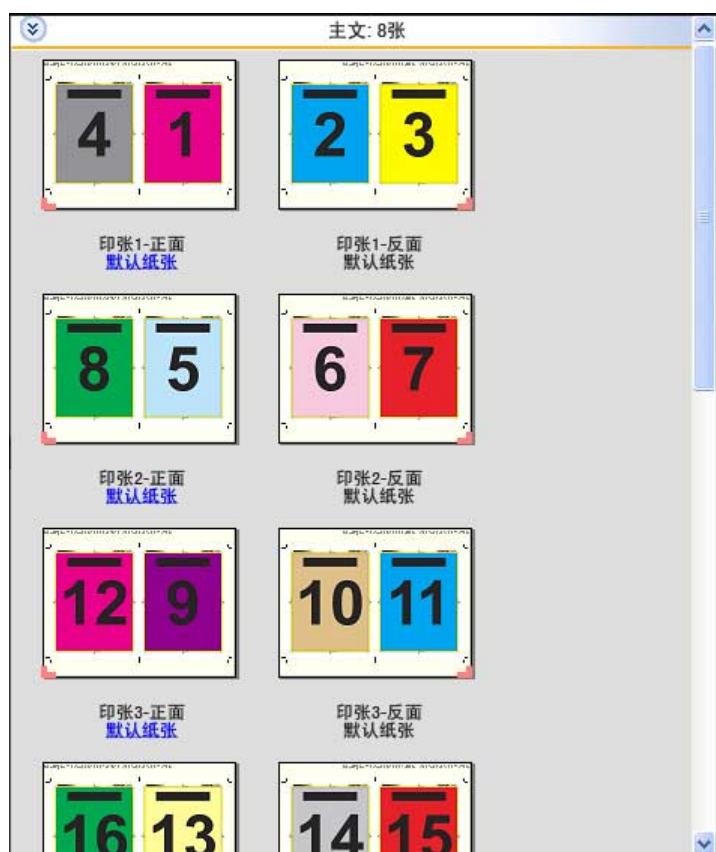 主文: 8张
4 1 2 3
印张1-正面 印张1-反面
默认纸张 默认纸张
8 5 6 7
印张2-正面 印张2-反面
默认纸张 默认纸张
12 9 10 11
印张3-正面 印张3-反面
默认纸张 默认纸张
16 13 14 15